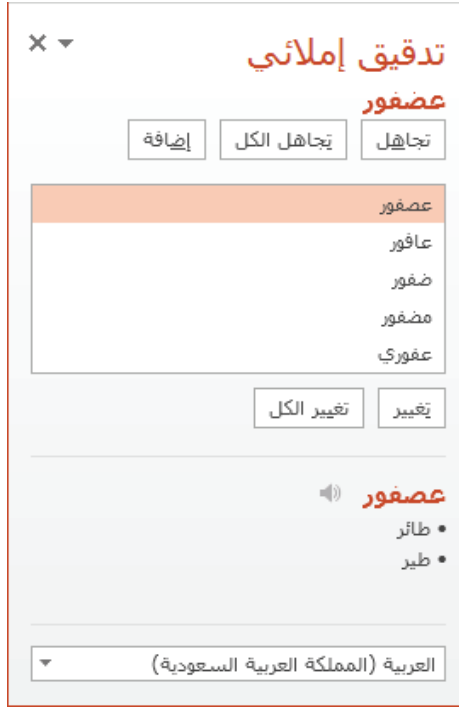 تدقيق إملائي
عضفور
تجاهل تجاهل الكل إضافة
عصفور
عافور
ضفور
مضفور
عفوري
تغيير تغيير الكل
عصفور
• طائر
• طير
العربية (المملكة العربية السعودية)